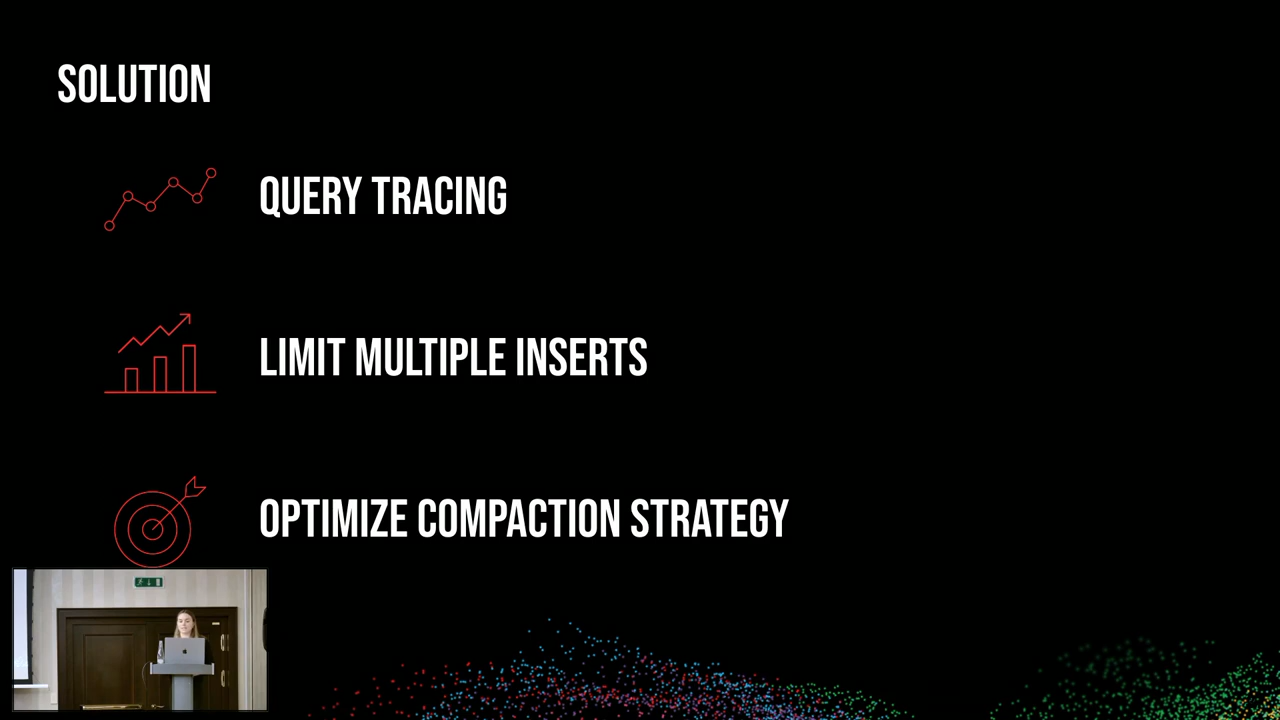 SOLUTION
QUERY TRACING
LIMIT MULTIPLE INSERTS
OPTIMIZE COMPACTION STRATEGY